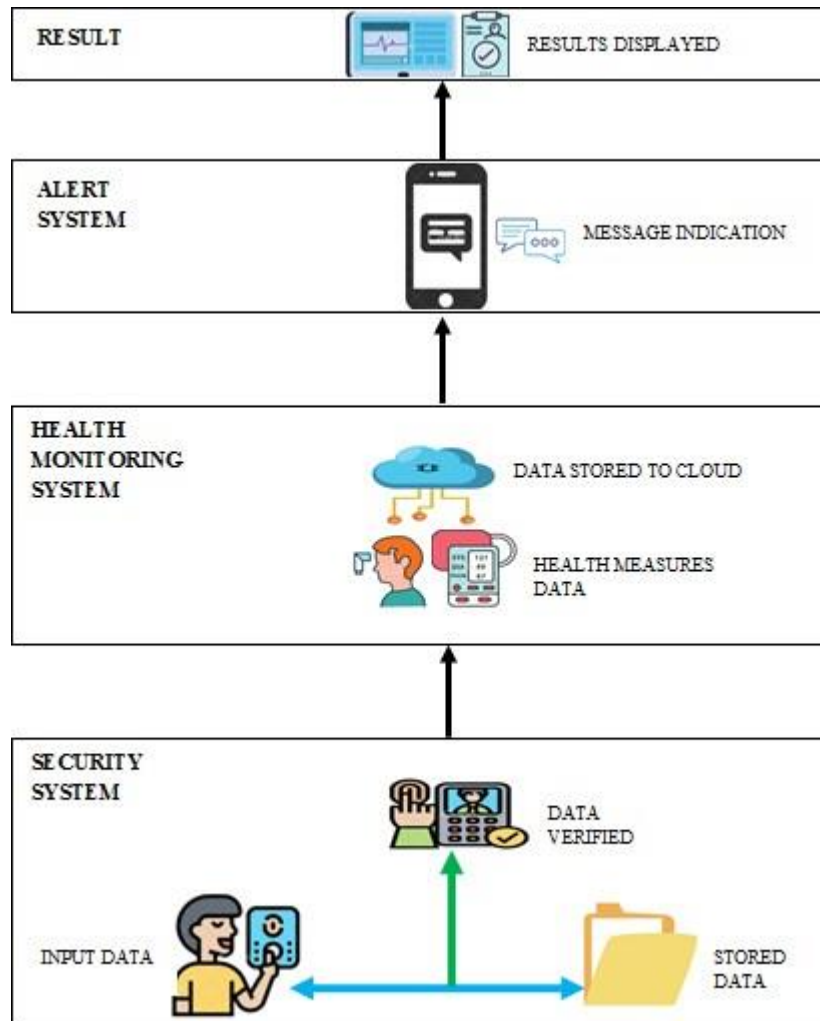 RESULT
RESULTS DISPLAYED
ALERT
SYSTEM
MESSAGE INDICATION
HEALTH
MONITORING
SYSTEM
DATA STORED TO CLOUD
HEALTH MEASURES
DATA
SECURITY
SYSTEM
DATA
VERIFIED
INPUT DATA
STORED
DATA